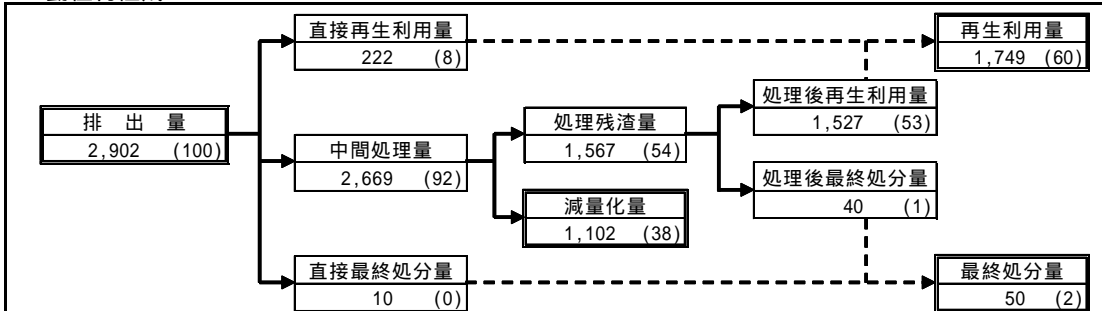 直接再生利用量
222 (8)
再生利用量
1,749 (60)
処理後再生利用量
1,527 (53)
排出量
2,902 (100)
処理残渣量
1,567 (54)
中間処理量
2,669 (92)
処理後最終処分量
40 (1)
減量化量
1,102 (38)
直接最終処分量
10 (0)
最終処分量
50 (2)